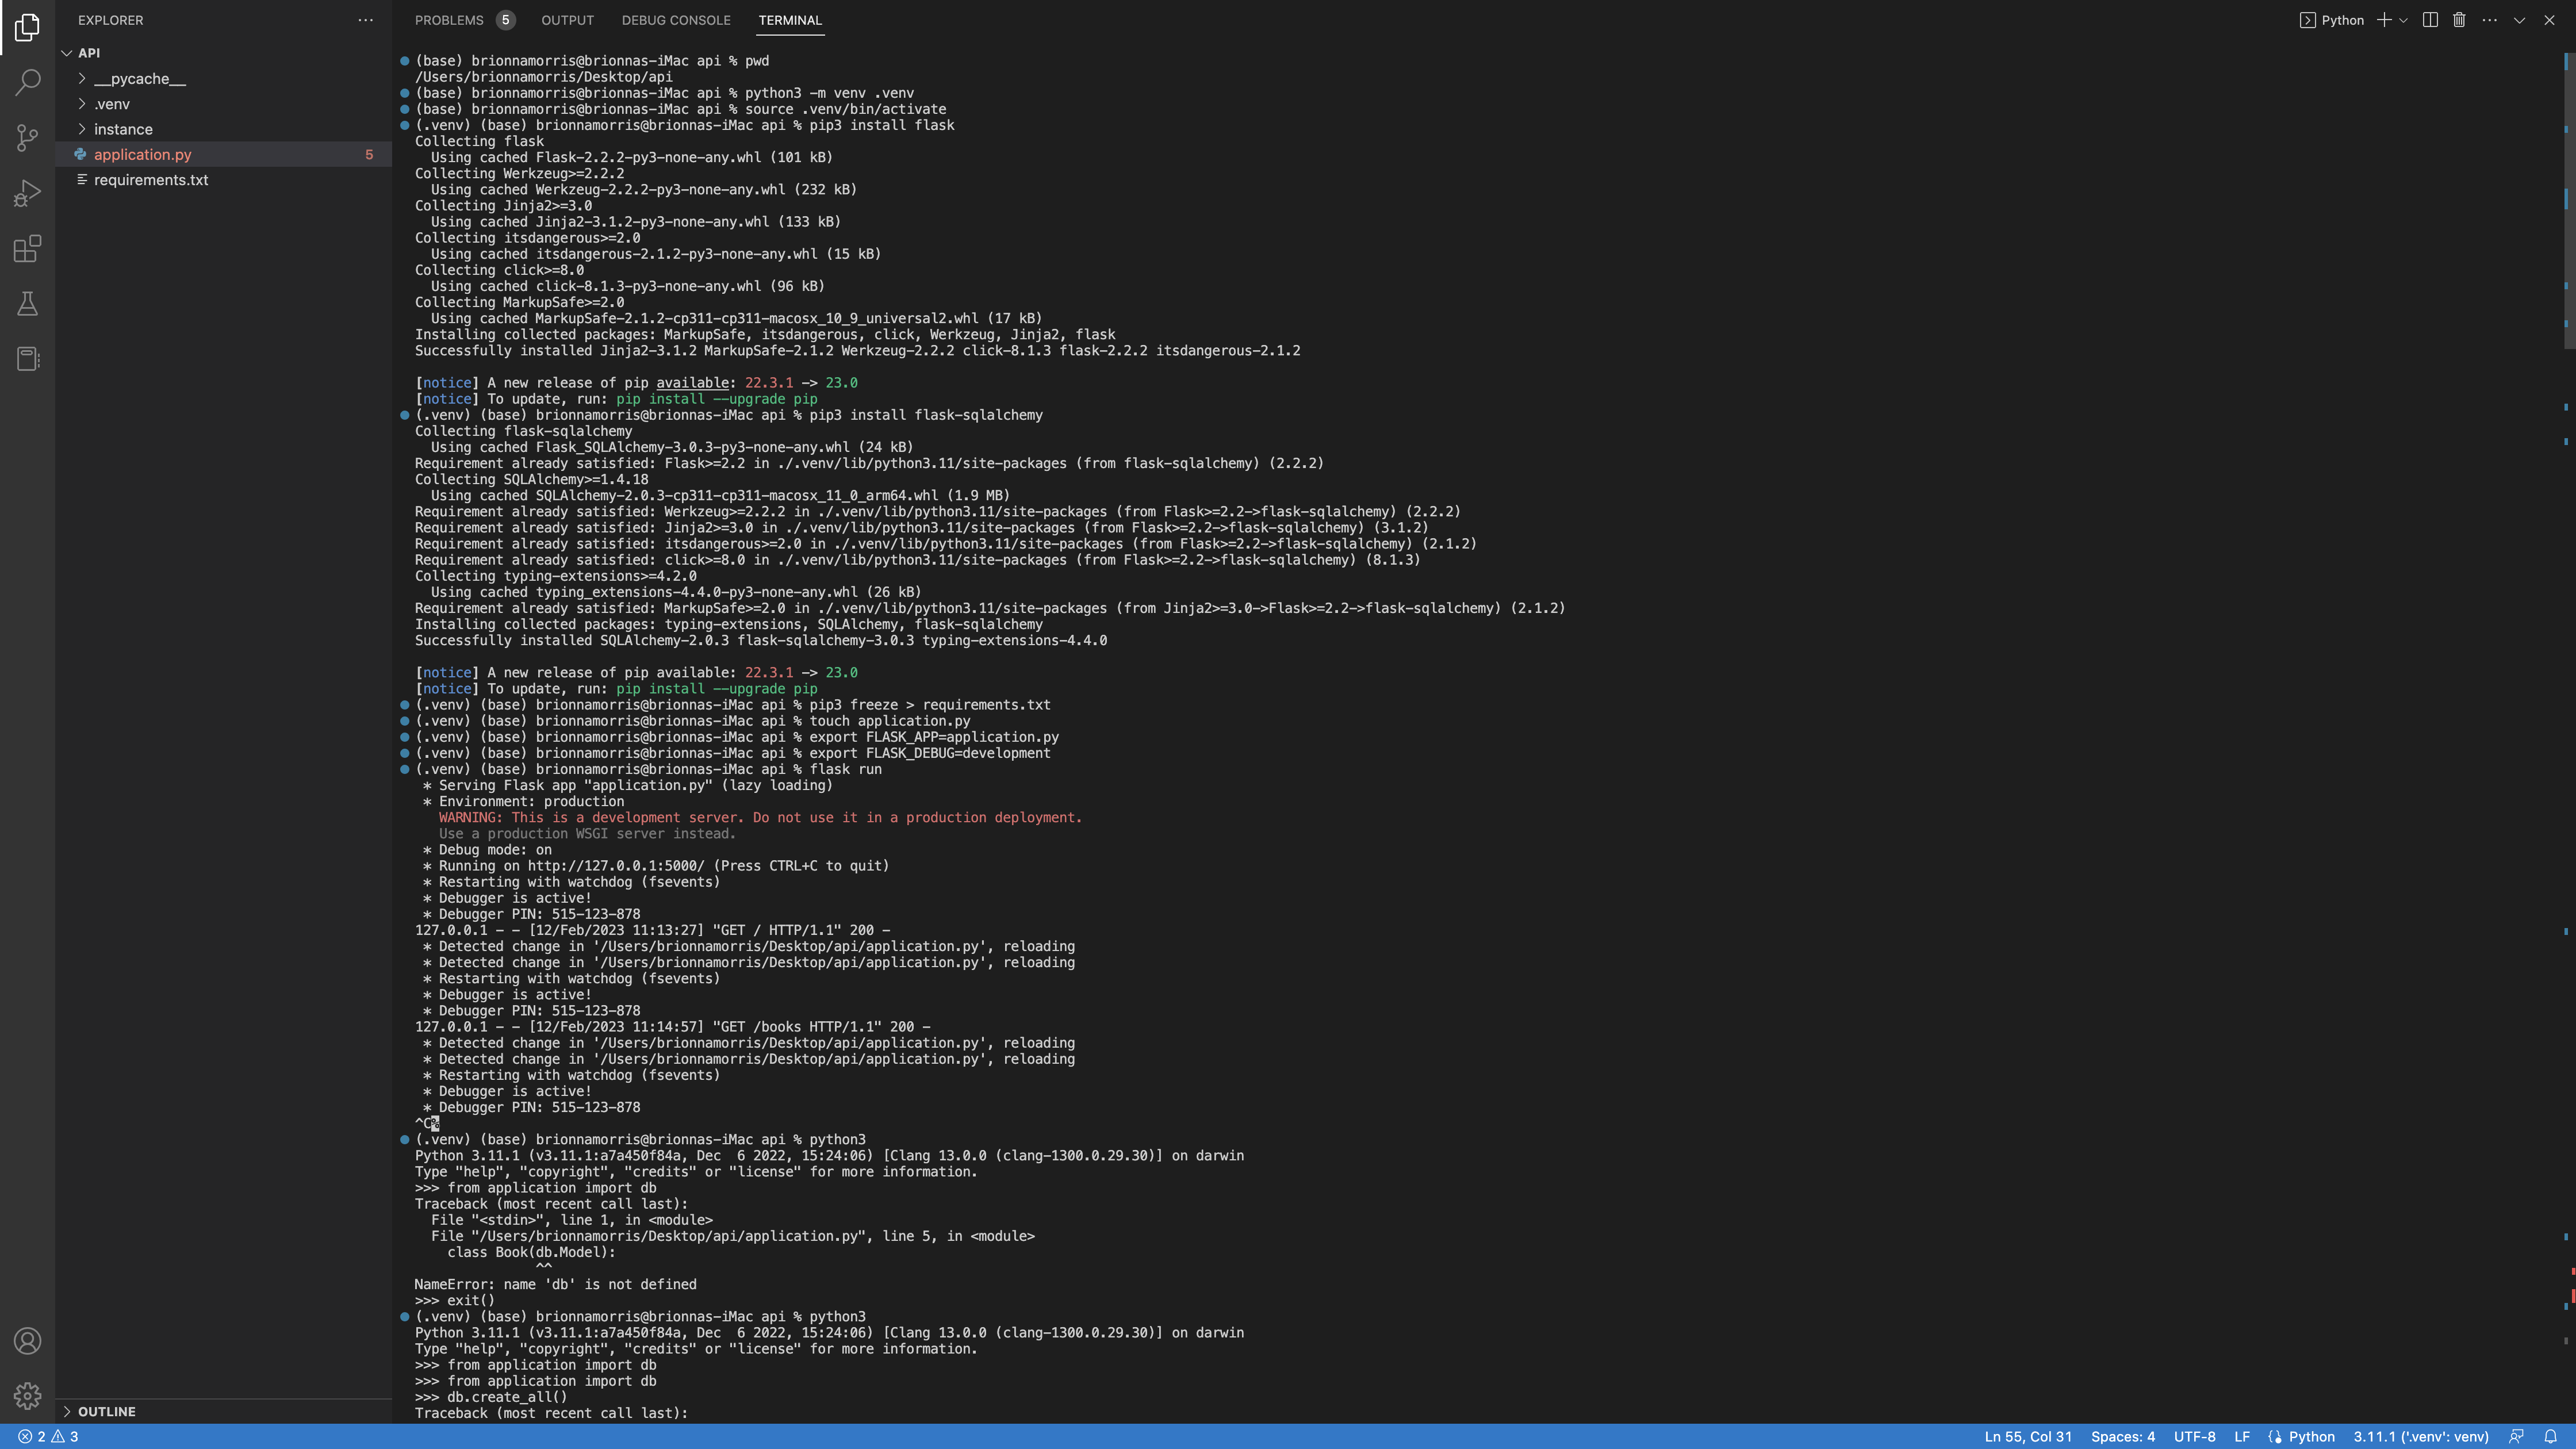 EXPLORER
API
__pycache__
.venv
instance
application.py 5
requirements.txt
OUTLINE
PROBLEMS 5 OUTPUT DEBUG CONSOLE TERMINAL Python
(base) brionnamorris@brionnas-iMac api % pwd
/Users/brionnamorris/Desktop/api
(base) brionnamorris@brionnas-iMac api % python3 -m venv .venv
(base) brionnamorris@brionnas-iMac api % source .venv/bin/activate
(.venv) (base) brionnamorris@brionnas-iMac api % pip3 install flask
Collecting flask
  Using cached Flask-2.2.2-py3-none-any.whl (101 kB)
Collecting Werkzeug>=2.2.2
  Using cached Werkzeug-2.2.2-py3-none-any.whl (232 kB)
Collecting Jinja2>=3.0
  Using cached Jinja2-3.1.2-py3-none-any.whl (133 kB)
Collecting itsdangerous>=2.0
  Using cached itsdangerous-2.1.2-py3-none-any.whl (15 kB)
Collecting click>=8.0
  Using cached click-8.1.3-py3-none-any.whl (96 kB)
Collecting MarkupSafe>=2.0
  Using cached MarkupSafe-2.1.2-cp311-cp311-macosx_10_9_universal2.whl (17 kB)
Installing collected packages: MarkupSafe, itsdangerous, click, Werkzeug, Jinja2, flask
Successfully installed Jinja2-3.1.2 MarkupSafe-2.1.2 Werkzeug-2.2.2 click-8.1.3 flask-2.2.2 itsdangerous-2.1.2
[notice] A new release of pip available: 22.3.1 -> 23.0
[notice] To update, run: pip install --upgrade pip
(.venv) (base) brionnamorris@brionnas-iMac api % pip3 install flask-sqlalchemy
Collecting flask-sqlalchemy
  Using cached Flask_SQLAlchemy-3.0.3-py3-none-any.whl (24 kB)
Requirement already satisfied: Flask>=2.2 in ./.venv/lib/python3.11/site-packages (from flask-sqlalchemy) (2.2.2)
Collecting SQLAlchemy>=1.4.18
  Using cached SQLAlchemy-2.0.3-cp311-cp311-macosx_11_0_arm64.whl (1.9 MB)
Requirement already satisfied: Werkzeug>=2.2.2 in ./.venv/lib/python3.11/site-packages (from Flask>=2.2->flask-sqlalchemy) (2.2.2)
Requirement already satisfied: Jinja2>=3.0 in ./.venv/lib/python3.11/site-packages (from Flask>=2.2->flask-sqlalchemy) (3.1.2)
Requirement already satisfied: itsdangerous>=2.0 in ./.venv/lib/python3.11/site-packages (from Flask>=2.2->flask-sqlalchemy) (2.1.2)
Requirement already satisfied: click>=8.0 in ./.venv/lib/python3.11/site-packages (from Flask>=2.2->flask-sqlalchemy) (8.1.3)
Collecting typing-extensions>=4.2.0
  Using cached typing_extensions-4.4.0-py3-none-any.whl (26 kB)
Requirement already satisfied: MarkupSafe>=2.0 in ./.venv/lib/python3.11/site-packages (from Jinja2>=3.0->Flask>=2.2->flask-sqlalchemy) (2.1.2)
Installing collected packages: typing-extensions, SQLAlchemy, flask-sqlalchemy
Successfully installed SQLAlchemy-2.0.3 flask-sqlalchemy-3.0.3 typing-extensions-4.4.0
[notice] A new release of pip available: 22.3.1 -> 23.0
[notice] To update, run: pip install --upgrade pip
(.venv) (base) brionnamorris@brionnas-iMac api % pip3 freeze > requirements.txt
(.venv) (base) brionnamorris@brionnas-iMac api % touch application.py
(.venv) (base) brionnamorris@brionnas-iMac api % export FLASK_APP=application.py
(.venv) (base) brionnamorris@brionnas-iMac api % export FLASK_DEBUG=development
(.venv) (base) brionnamorris@brionnas-iMac api % flask run
 * Serving Flask app "application.py" (lazy loading)
 * Environment: production
   WARNING: This is a development server. Do not use it in a production deployment.
   Use a production WSGI server instead.
 * Debug mode: on
 * Running on http://127.0.0.1:5000/ (Press CTRL+C to quit)
 * Restarting with watchdog (fsevents)
 * Debugger is active!
 * Debugger PIN: 515-123-878
127.0.0.1 - - [12/Feb/2023 11:13:27] "GET / HTTP/1.1" 200 -
 * Detected change in '/Users/brionnamorris/Desktop/api/application.py', reloading
 * Detected change in '/Users/brionnamorris/Desktop/api/application.py', reloading
 * Restarting with watchdog (fsevents)
 * Debugger is active!
 * Debugger PIN: 515-123-878
127.0.0.1 - - [12/Feb/2023 11:14:57] "GET /books HTTP/1.1" 200 -
 * Detected change in '/Users/brionnamorris/Desktop/api/application.py', reloading
 * Detected change in '/Users/brionnamorris/Desktop/api/application.py', reloading
 * Restarting with watchdog (fsevents)
 * Debugger is active!
 * Debugger PIN: 515-123-878
^C%
(.venv) (base) brionnamorris@brionnas-iMac api % python3
Python 3.11.1 (v3.11.1:a7a450f84a, Dec  6 2022, 15:24:06) [Clang 13.0.0 (clang-1300.0.29.30)] on darwin
Type "help", "copyright", "credits" or "license" for more information.
>>> from application import db
Traceback (most recent call last):
  File "<stdin>", line 1, in <module>
  File "/Users/brionnamorris/Desktop/api/application.py", line 5, in <module>
    class Book(db.Model):
               ^^
NameError: name 'db' is not defined
>>> exit()
(.venv) (base) brionnamorris@brionnas-iMac api % python3
Python 3.11.1 (v3.11.1:a7a450f84a, Dec  6 2022, 15:24:06) [Clang 13.0.0 (clang-1300.0.29.30)] on darwin
Type "help", "copyright", "credits" or "license" for more information.
>>> from application import db
>>> from application import db
>>> db.create_all()
Traceback (most recent call last):
2 3 Ln 55, Col 31 Spaces: 4 UTF-8 LF Python 3.11.1 ('.venv': venv)